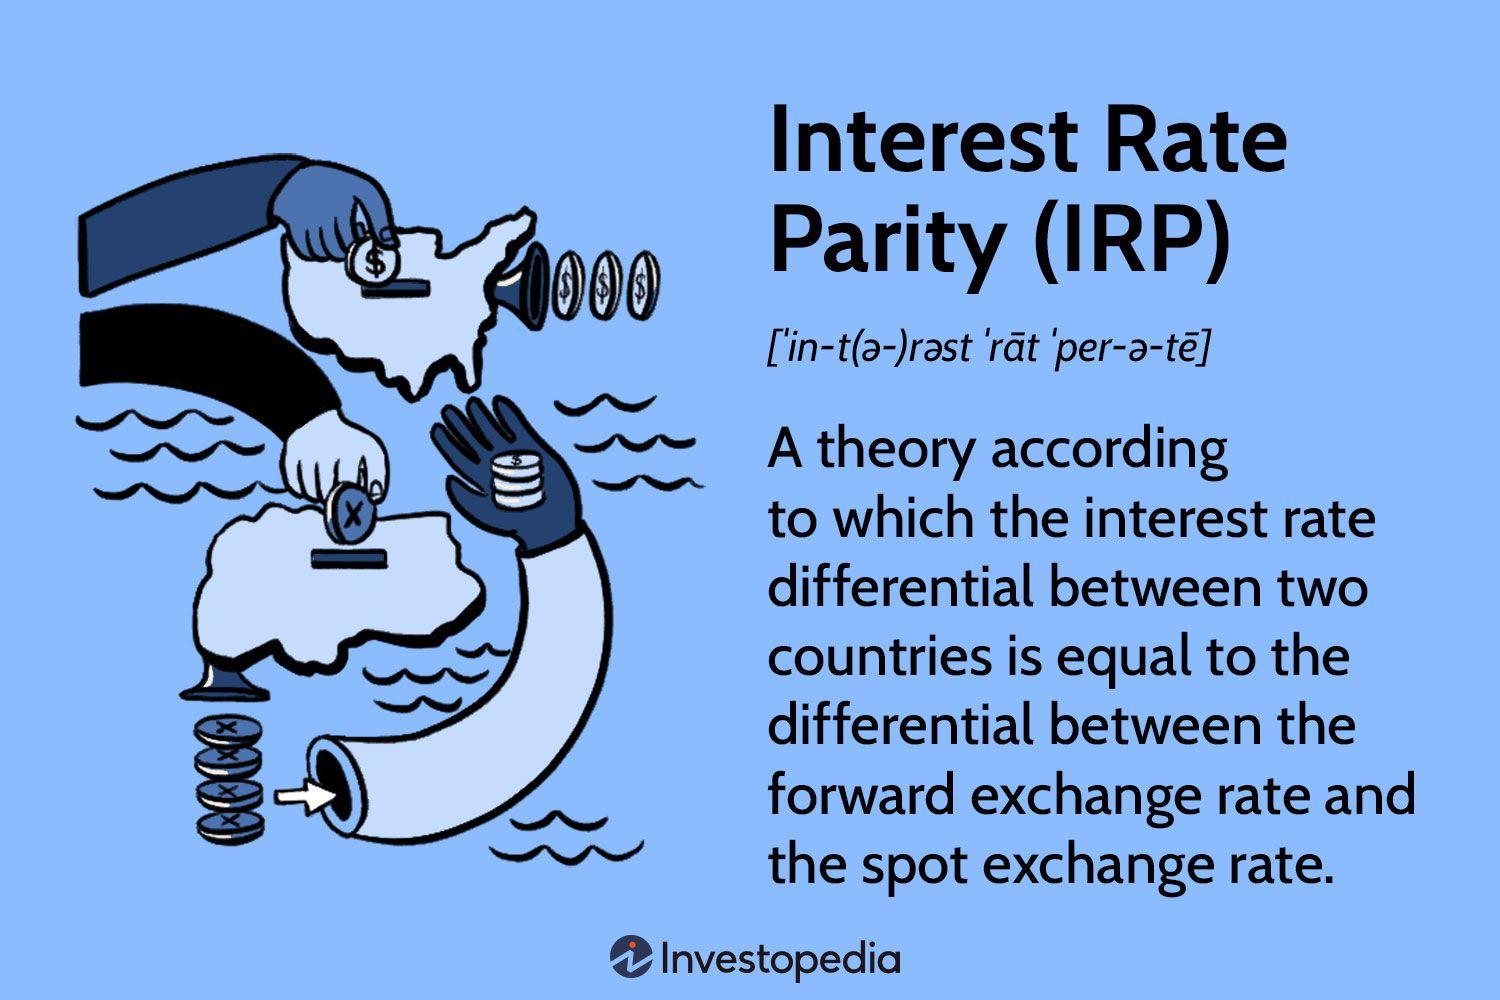 Interest Rate
Parity (IRP)
[ˈin-t(ə-)rəst ˈrāt ˈper-ə-tē]
A theory according
to which the interest rate
differential between two
countries is equal to the
differential between the
forward exchange rate and
the spot exchange rate.
$
$ $ $
X
$
X
X
X
X
Investopedia